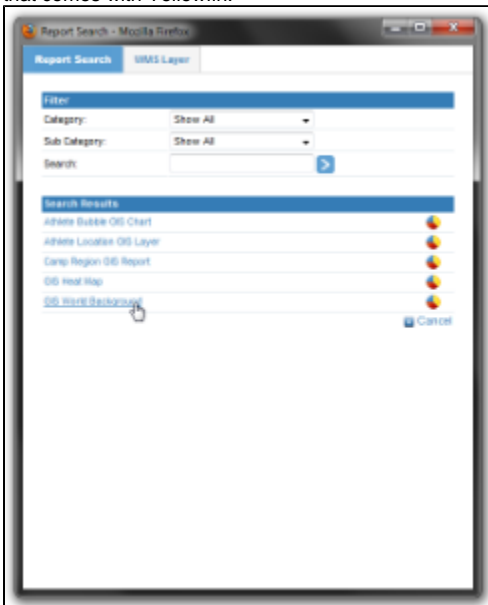 that comes with Yellowfin.
Report Search - Mozilla Firefox
Report Search WMS Layer
Filter
Category: Show All
Sub Category: Show All
Search:
Search Results
Athlete Bubble GIS Chart
Athlete Location GIS Layer
Camp Region GIS Report
GIS Heat Map
GIS World Background
Cancel